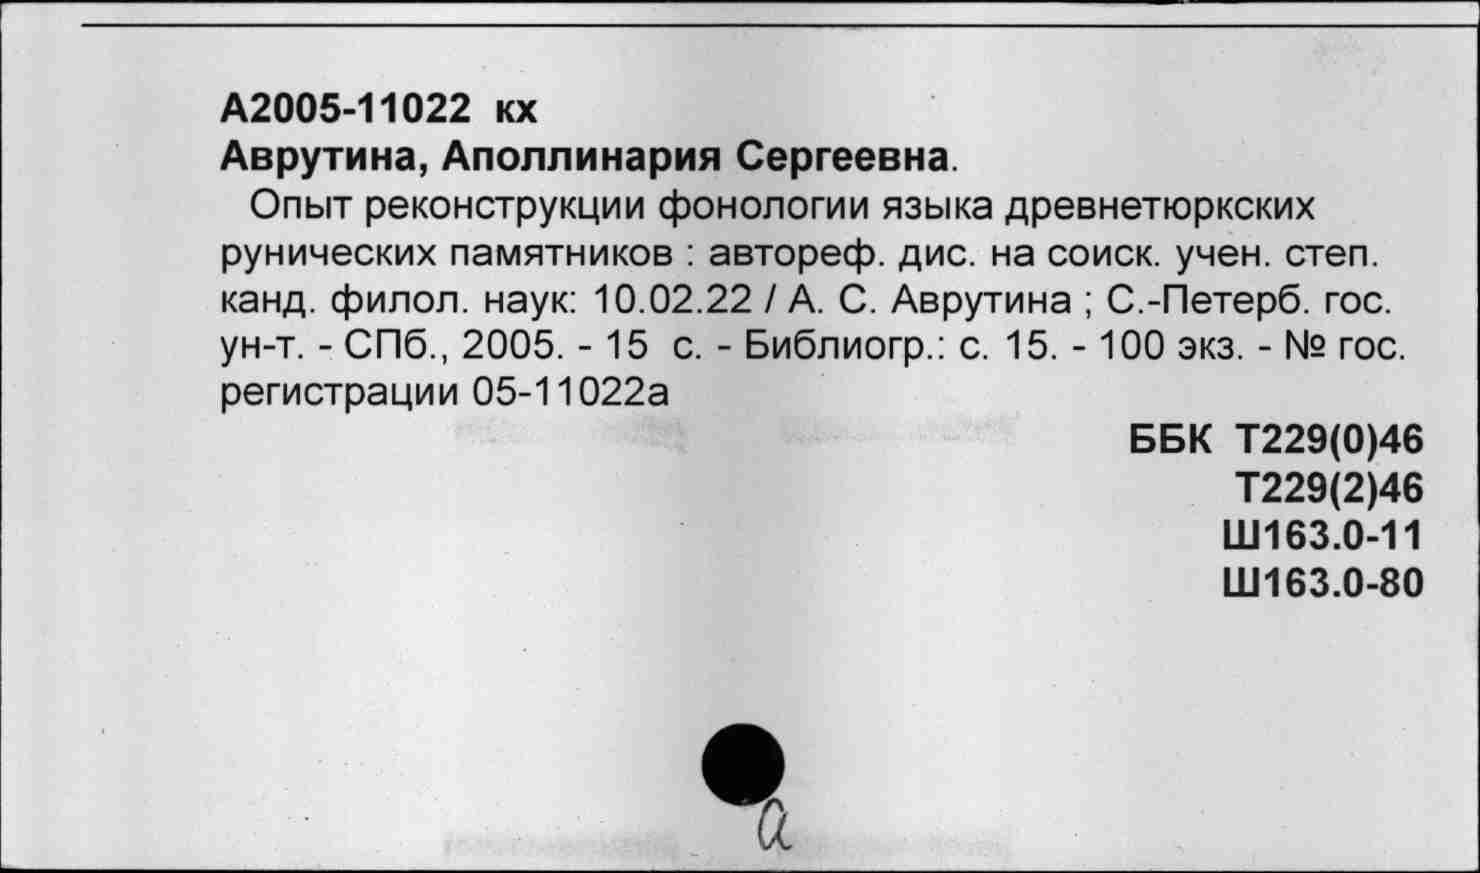 А2005-11022 кх
Аврутина, Аполлинария Сергеевна.
Опыт реконструкции фонологии языка древнетюркских
рунических памятников : автореф. дис. на соиск. учен. степ.
канд. филол. наук: 10.02.22 / А. С. Аврутина ; С.-Петерб. гос.
ун-т. - СПб., 2005. - 15 с. - Библиогр.: с. 15. - 100 экз. - № гос.
регистрации 05-11022а
ББК Т229(0)46
Т229(2)46
Ш163.0-11
Ш163.0-80
а